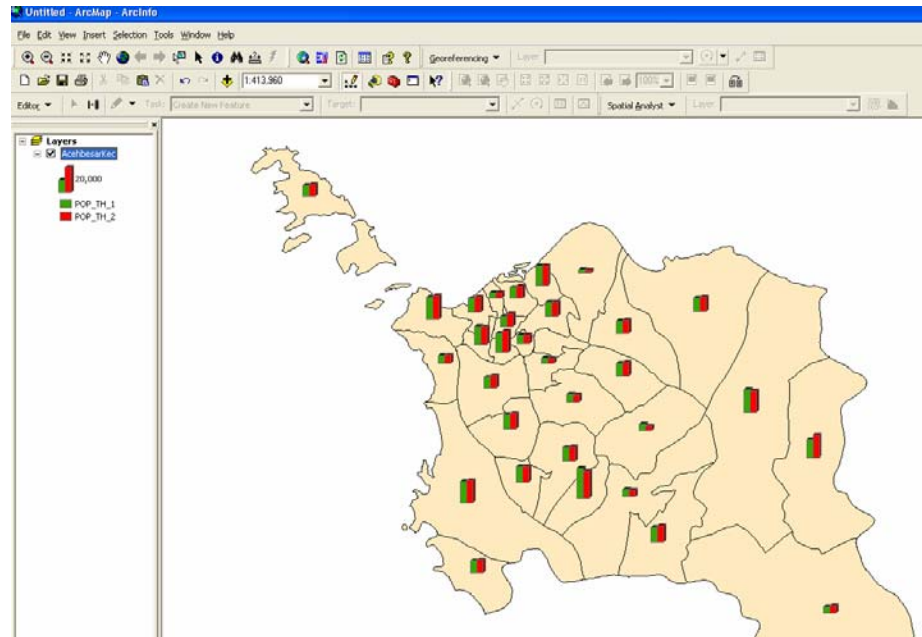 Untitled - ArcMap - ArcInfo
File Edit View Insert Selection Tools Window Help
Georeferencing Layer:
1:413,960 100%
Editor Task: Create New Feature Target: Spatial Analyst Layer:
Layers
AcehbesarKec
20,000
POP_TH_1
POP_TH_2